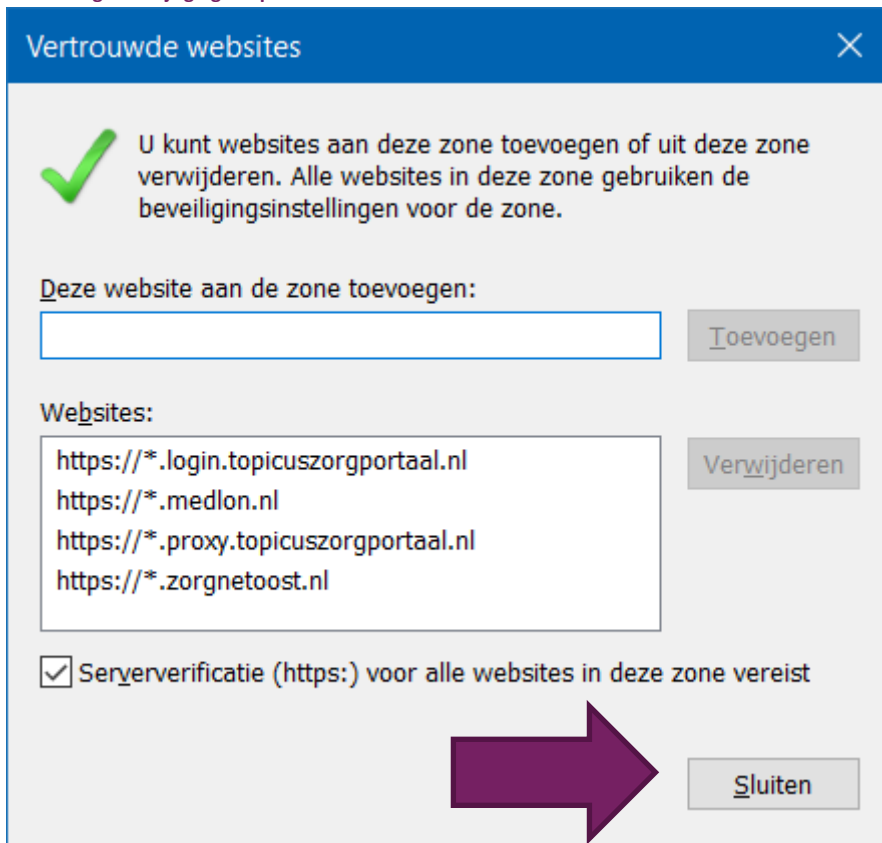 Vertrouwde websites
U kunt websites aan deze zone toevoegen of uit deze zone
verwijderen. Alle websites in deze zone gebruiken de
beveiligingsinstellingen voor de zone.
Deze website aan de zone toevoegen:
Toevoegen
Websites:
https://*.login.topicuszorgportaal.nl
https://*.medlon.nl
https://*.proxy.topicuszorgportaal.nl
https://*.zorgnetoost.nl
Verwijderen
Serververificatie (https:) voor alle websites in deze zone vereist
Sluiten